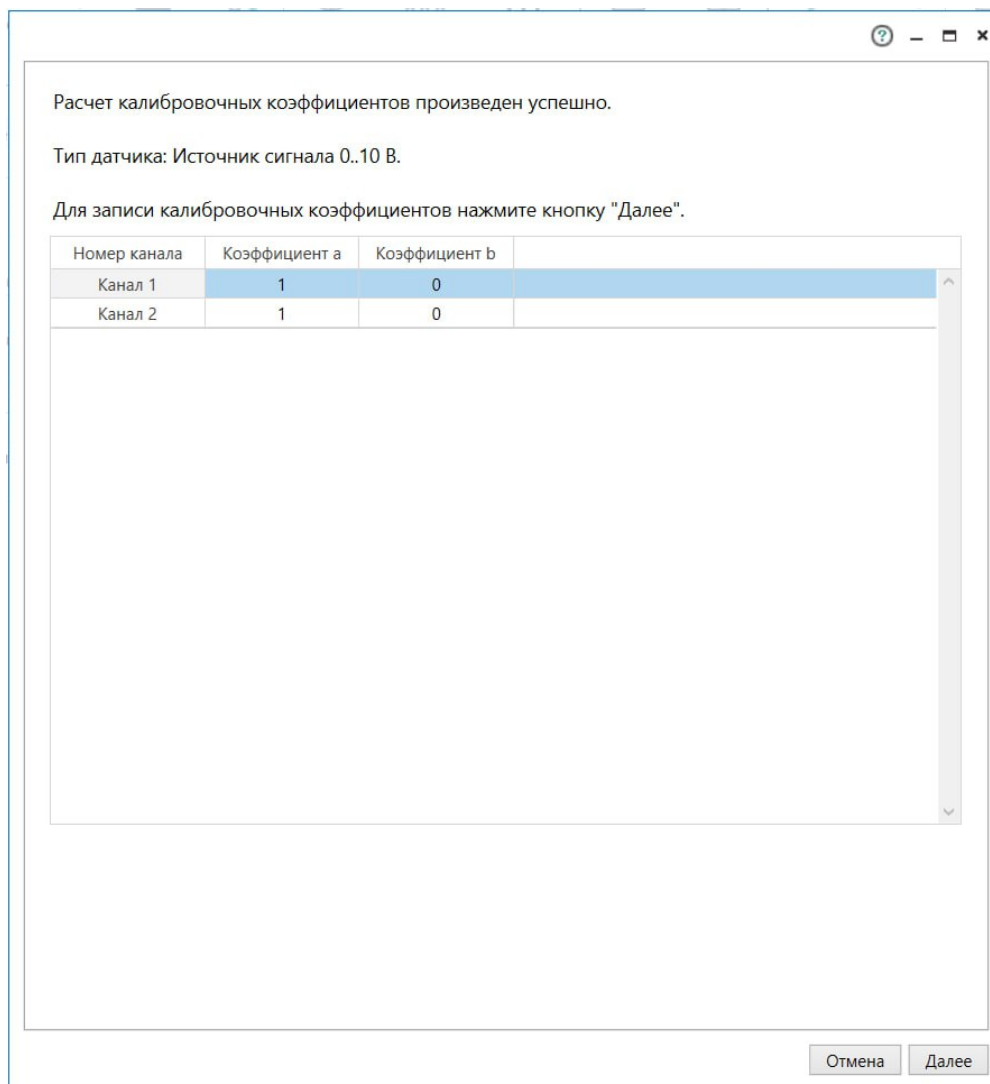 Расчет калибровочных коэффициентов произведен успешно.
Тип датчика: Источник сигнала 0..10 В.
Для записи калибровочных коэффициентов нажмите кнопку "Далее".
Номер канала Коэффициент a Коэффициент b
Канал 1 1 0
Канал 2 1 0
Отмена Далее